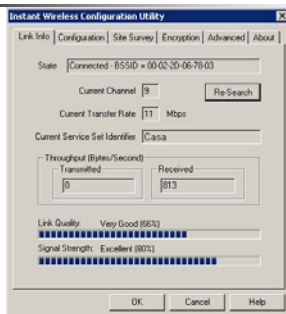 Instant Wireless Configuration Utility
Link Info Configuration Site Survey Encryption Advanced About
State Connected - BSSID = 00-02-2D-06-78-03
Current Channel 9 Re-Search
Current Transfer Rate 11 Mbps
Current Service Set Identifier Casa
Throughput (Bytes/Second)
Transmitted Received
0 813
Link Quality: Very Good (66%)
Signal Strength: Excellent (80%)
OK Cancel Help